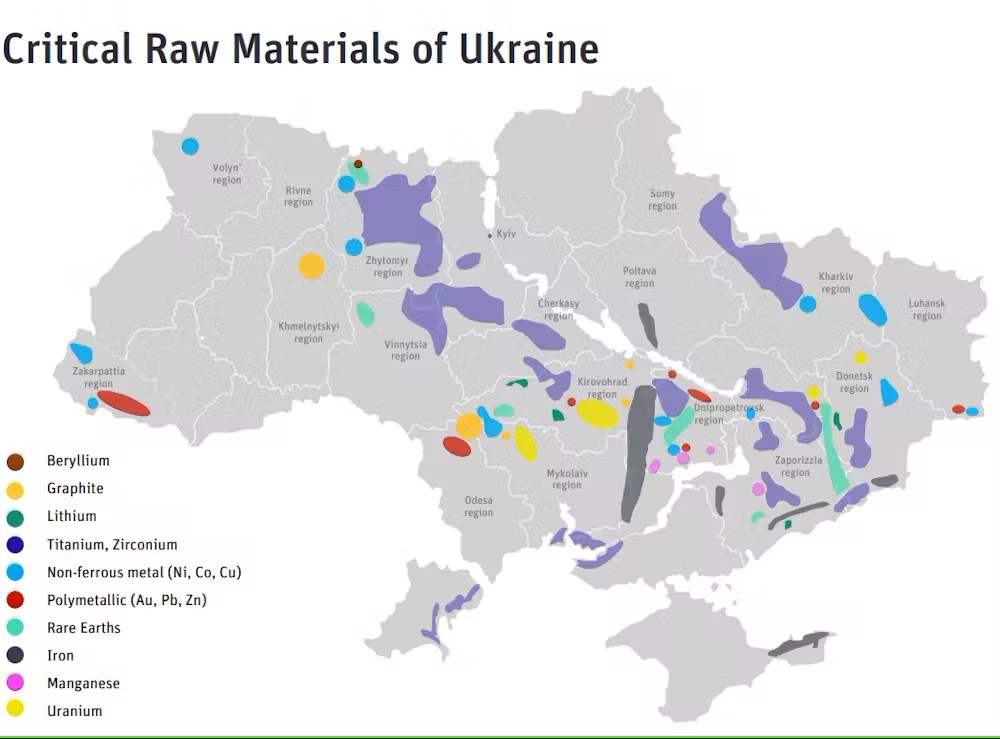 Critical Raw Materials of Ukraine
Volyn'
region
Rivne
region
Sumy
region
Kyiv
Zhytomyr
region
Poltava
region
Kharkiv
region
Luhansk
region
Cherkasy
region
Khmelnytskyi
region
Vinnytsia
region
Zakarpattia
region
Kirovohrad
region
Donetsk
region
Dnipropetrovsk
region
Zaporizzia
region
Mykolaiv
region
Odesa
region
Beryllium
Graphite
Lithium
Titanium, Zirconium
Non-ferrous metal (Ni, Co, Cu)
Polymetallic (Au, Pb, Zn)
Rare Earths
Iron
Manganese
Uranium